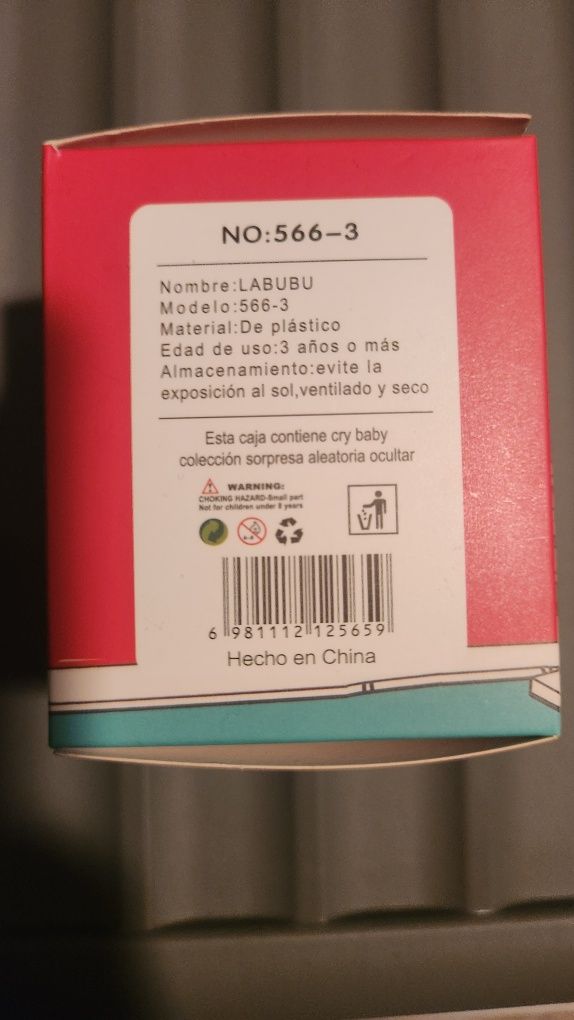 NO:566-3
Nombre:LABUBU
Modelo:566-3
Material:De plástico
Edad de uso:3 años o más
Almacenamiento:evite la
exposición al sol,ventilado y seco
Esta caja contiene cry baby
colección sorpresa aleatoria ocultar
WARNING:
CHOKING HAZARD-Small part
Not for children under 8 years
6 981112 125659
Hecho en China